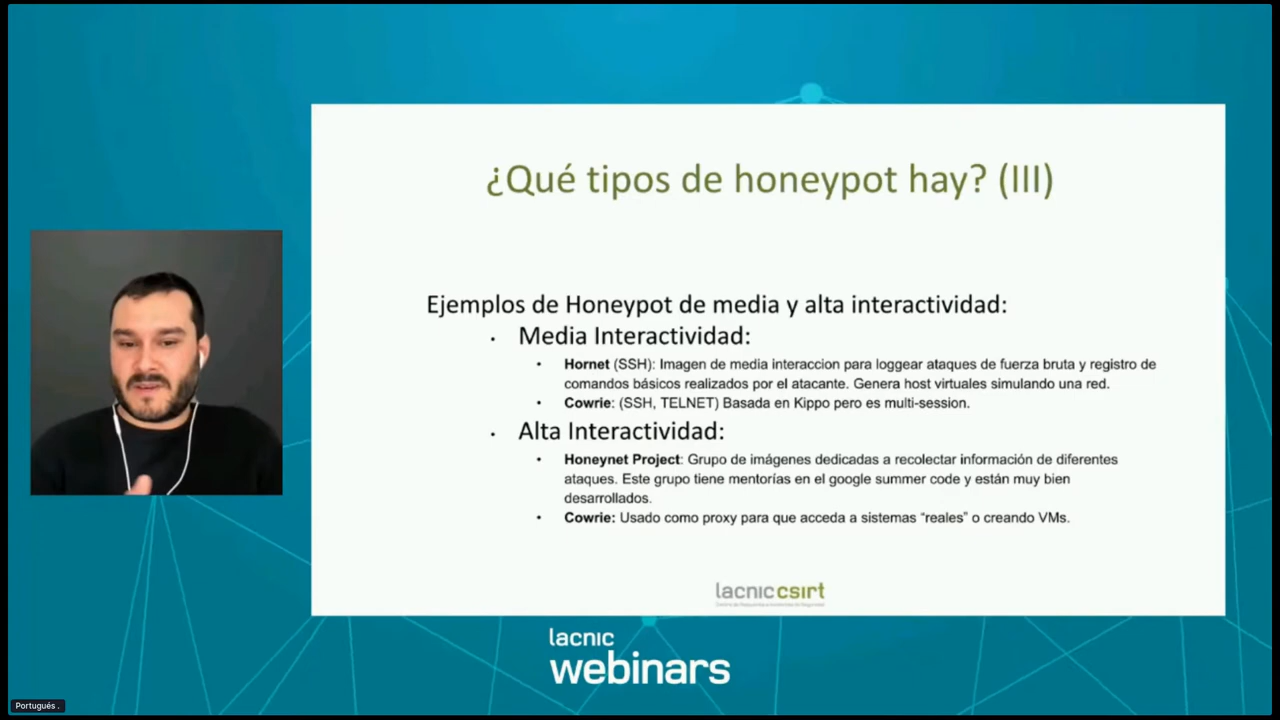 ¿Qué tipos de honeypot hay? (III)
Ejemplos de Honeypot de media y alta interactividad:
• Media Interactividad:
• Hornet (SSH): Imagen de media interaccion para loggear ataques de fuerza bruta y registro de
comandos básicos realizados por el atacante. Genera host virtuales simulando una red.
• Cowrie: (SSH, TELNET) Basada en Kippo pero es multi-session.
• Alta Interactividad:
• Honeynet Project: Grupo de imágenes dedicadas a recolectar información de diferentes
ataques. Este grupo tiene mentorías en el google summer code y están muy bien
desarrollados.
• Cowrie: Usado como proxy para que acceda a sistemas “reales” o creando VMs.
lacnic csirt
lacnic
webinars
Portugués .